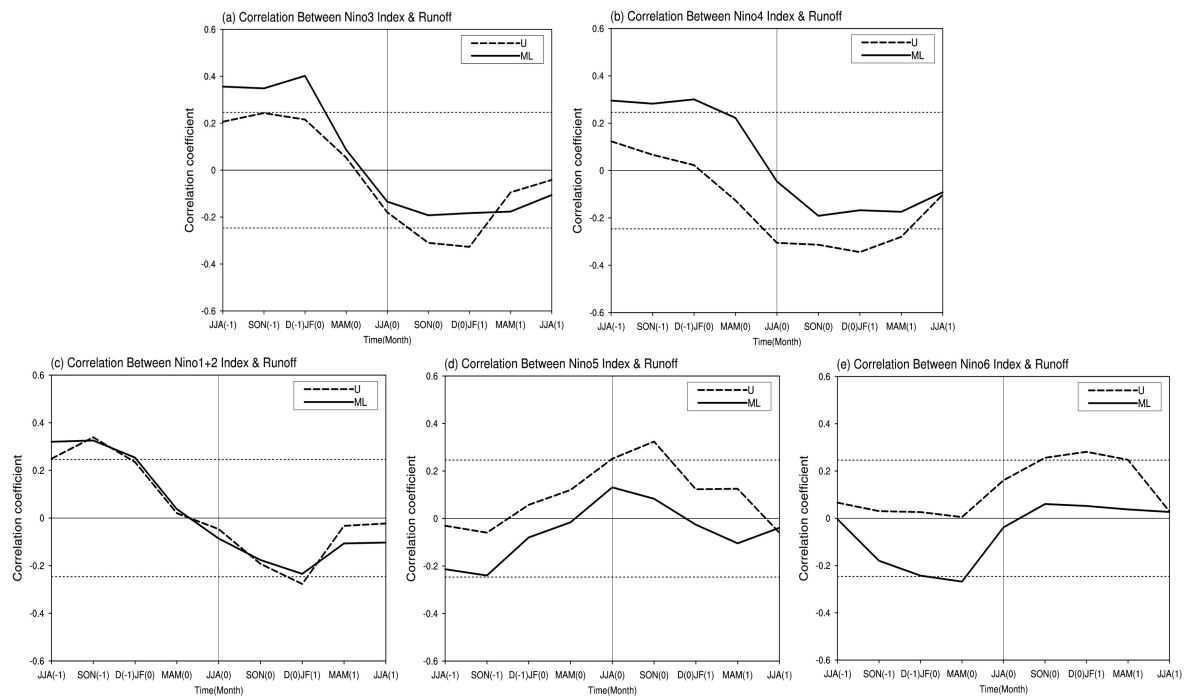 (a) Correlation Between Nino3 Index & Runoff
U
ML
Correlation coefficient
0.6
0.4
0.2
0
-0.2
-0.4
-0.6
JJA(-1) SON(-1) D(-1)JF(0) MAM(0) JJA(0) SON(0) D(0)JF(1) MAM(1) JJA(1)
Time(Month)
(b) Correlation Between Nino4 Index & Runoff
U
ML
Correlation coefficient
0.6
0.4
0.2
0
-0.2
-0.4
-0.6
JJA(-1) SON(-1) D(-1)JF(0) MAM(0) JJA(0) SON(0) D(0)JF(1) MAM(1) JJA(1)
Time(Month)
(c) Correlation Between Nino1+2 Index & Runoff
U
ML
Correlation coefficient
0.6
0.4
0.2
0
-0.2
-0.4
-0.6
JJA(-1) SON(-1) D(-1)JF(0) MAM(0) JJA(0) SON(0) D(0)JF(1) MAM(1) JJA(1)
Time(Month)
(d) Correlation Between Nino5 Index & Runoff
U
ML
Correlation coefficient
0.6
0.4
0.2
0
-0.2
-0.4
-0.6
JJA(-1) SON(-1) D(-1)JF(0) MAM(0) JJA(0) SON(0) D(0)JF(1) MAM(1) JJA(1)
Time(Month)
(e) Correlation Between Nino6 Index & Runoff
U
ML
Correlation coefficient
0.6
0.4
0.2
0
-0.2
-0.4
-0.6
JJA(-1) SON(-1) D(-1)JF(0) MAM(0) JJA(0) SON(0) D(0)JF(1) MAM(1) JJA(1)
Time(Month)